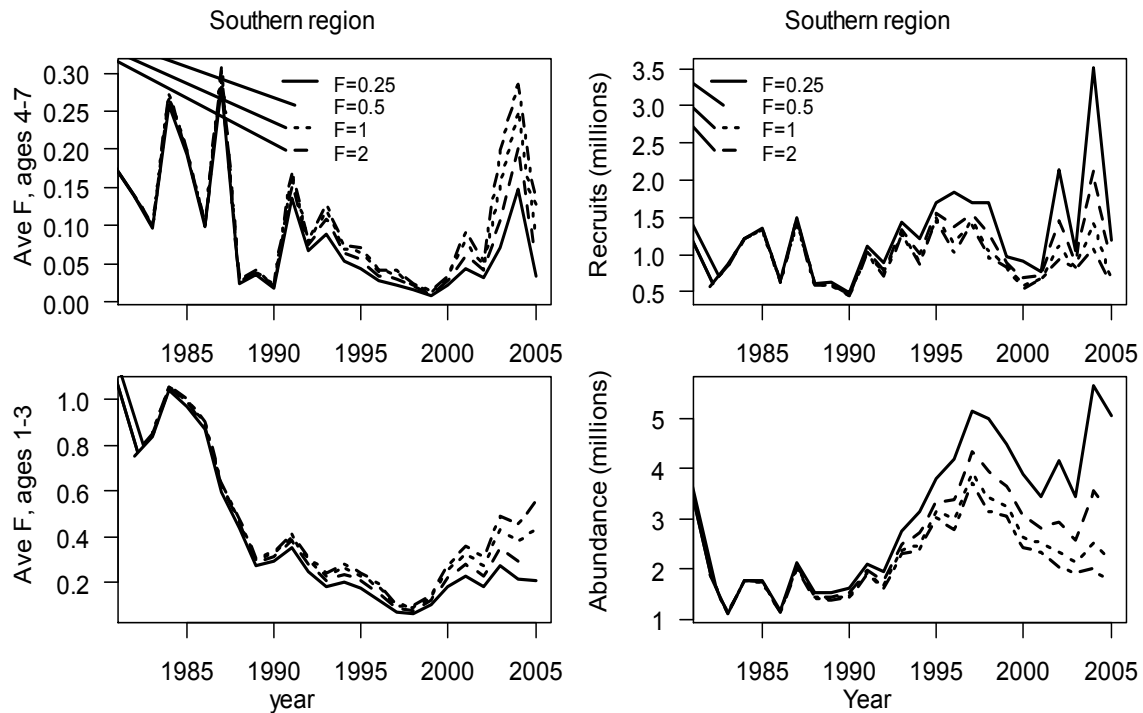 Southern region
Ave F, ages 4-7
0.30
0.25
0.20
0.15
0.10
0.05
0.00
F=0.25
F=0.5
F=1
F=2
1985 1990 1995 2000 2005
Southern region
Recruits (millions)
3.5
3.0
2.5
2.0
1.5
1.0
0.5
F=0.25
F=0.5
F=1
F=2
1985 1990 1995 2000 2005
Ave F, ages 1-3
1.0
0.8
0.6
0.4
0.2
1985 1990 1995 2000 2005
year
Abundance (millions)
5
4
3
2
1
1985 1990 1995 2000 2005
Year